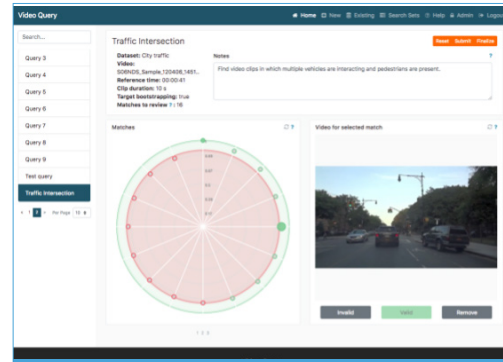 Video Query
Home New Existing Search Sets Help Admin Logout
Search...
Query 3
Query 4
Query 5
Query 6
Query 7
Query 8
Query 9
Test query
Traffic Intersection
1 2
Per Page 10
Traffic Intersection
Reset Submit Finalize
Dataset: City traffic
Video:
Reference time: 00:00:41
Clip duration: 10 s
Target bootstrapping: true
Matches to review ? : 16
Notes ?
Find video clips in which multiple vehicles are interacting and pedestrians are present.
Matches ?
Video for selected match ?
Invalid Valid Remove